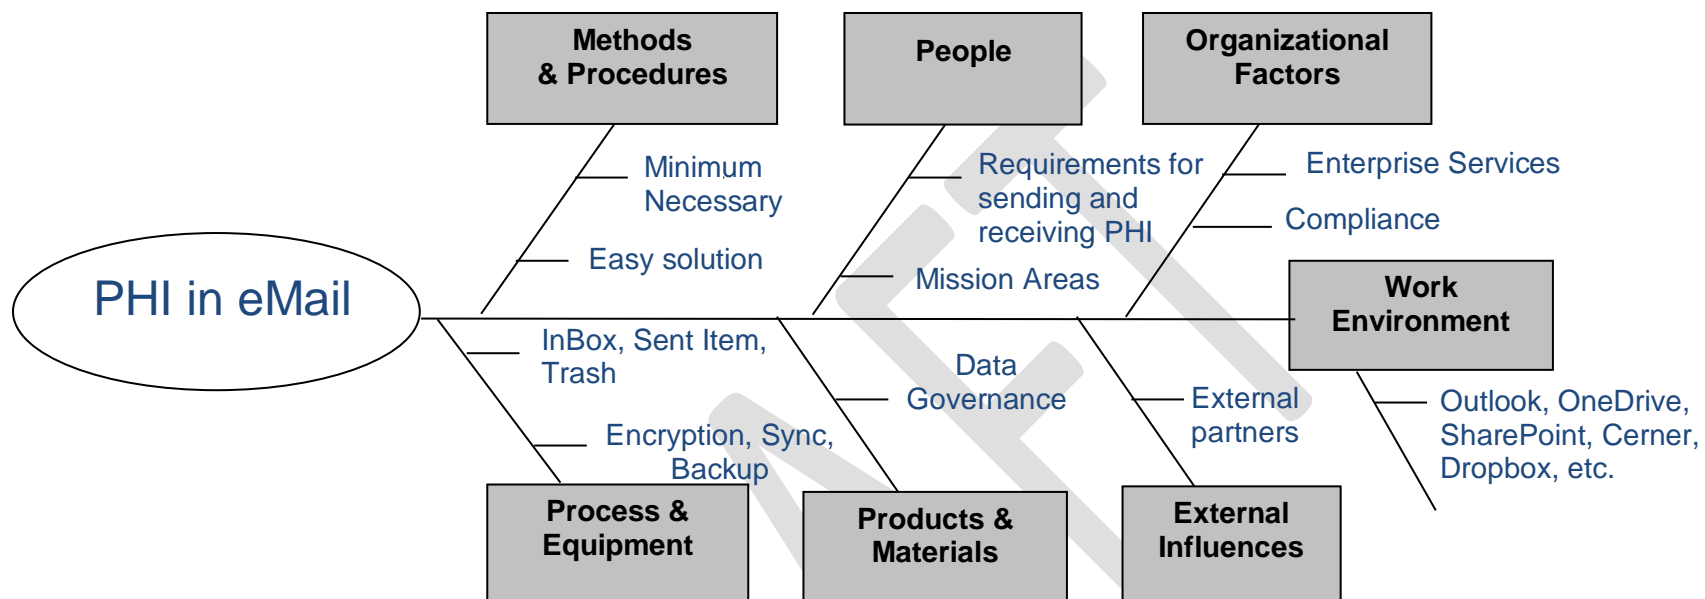 Methods
& Procedures
People
Organizational
Factors
Minimum
Necessary
Easy solution
Requirements for
sending and
receiving PHI
Mission Areas
Enterprise Services
Compliance
PHI in eMail
Work
Environment
InBox, Sent Item,
Trash
Encryption, Sync,
Backup
Data
Governance
External
partners
Outlook, OneDrive,
SharePoint, Cerner,
Dropbox, etc.
Process &
Equipment
Products &
Materials
External
Influences
AFT